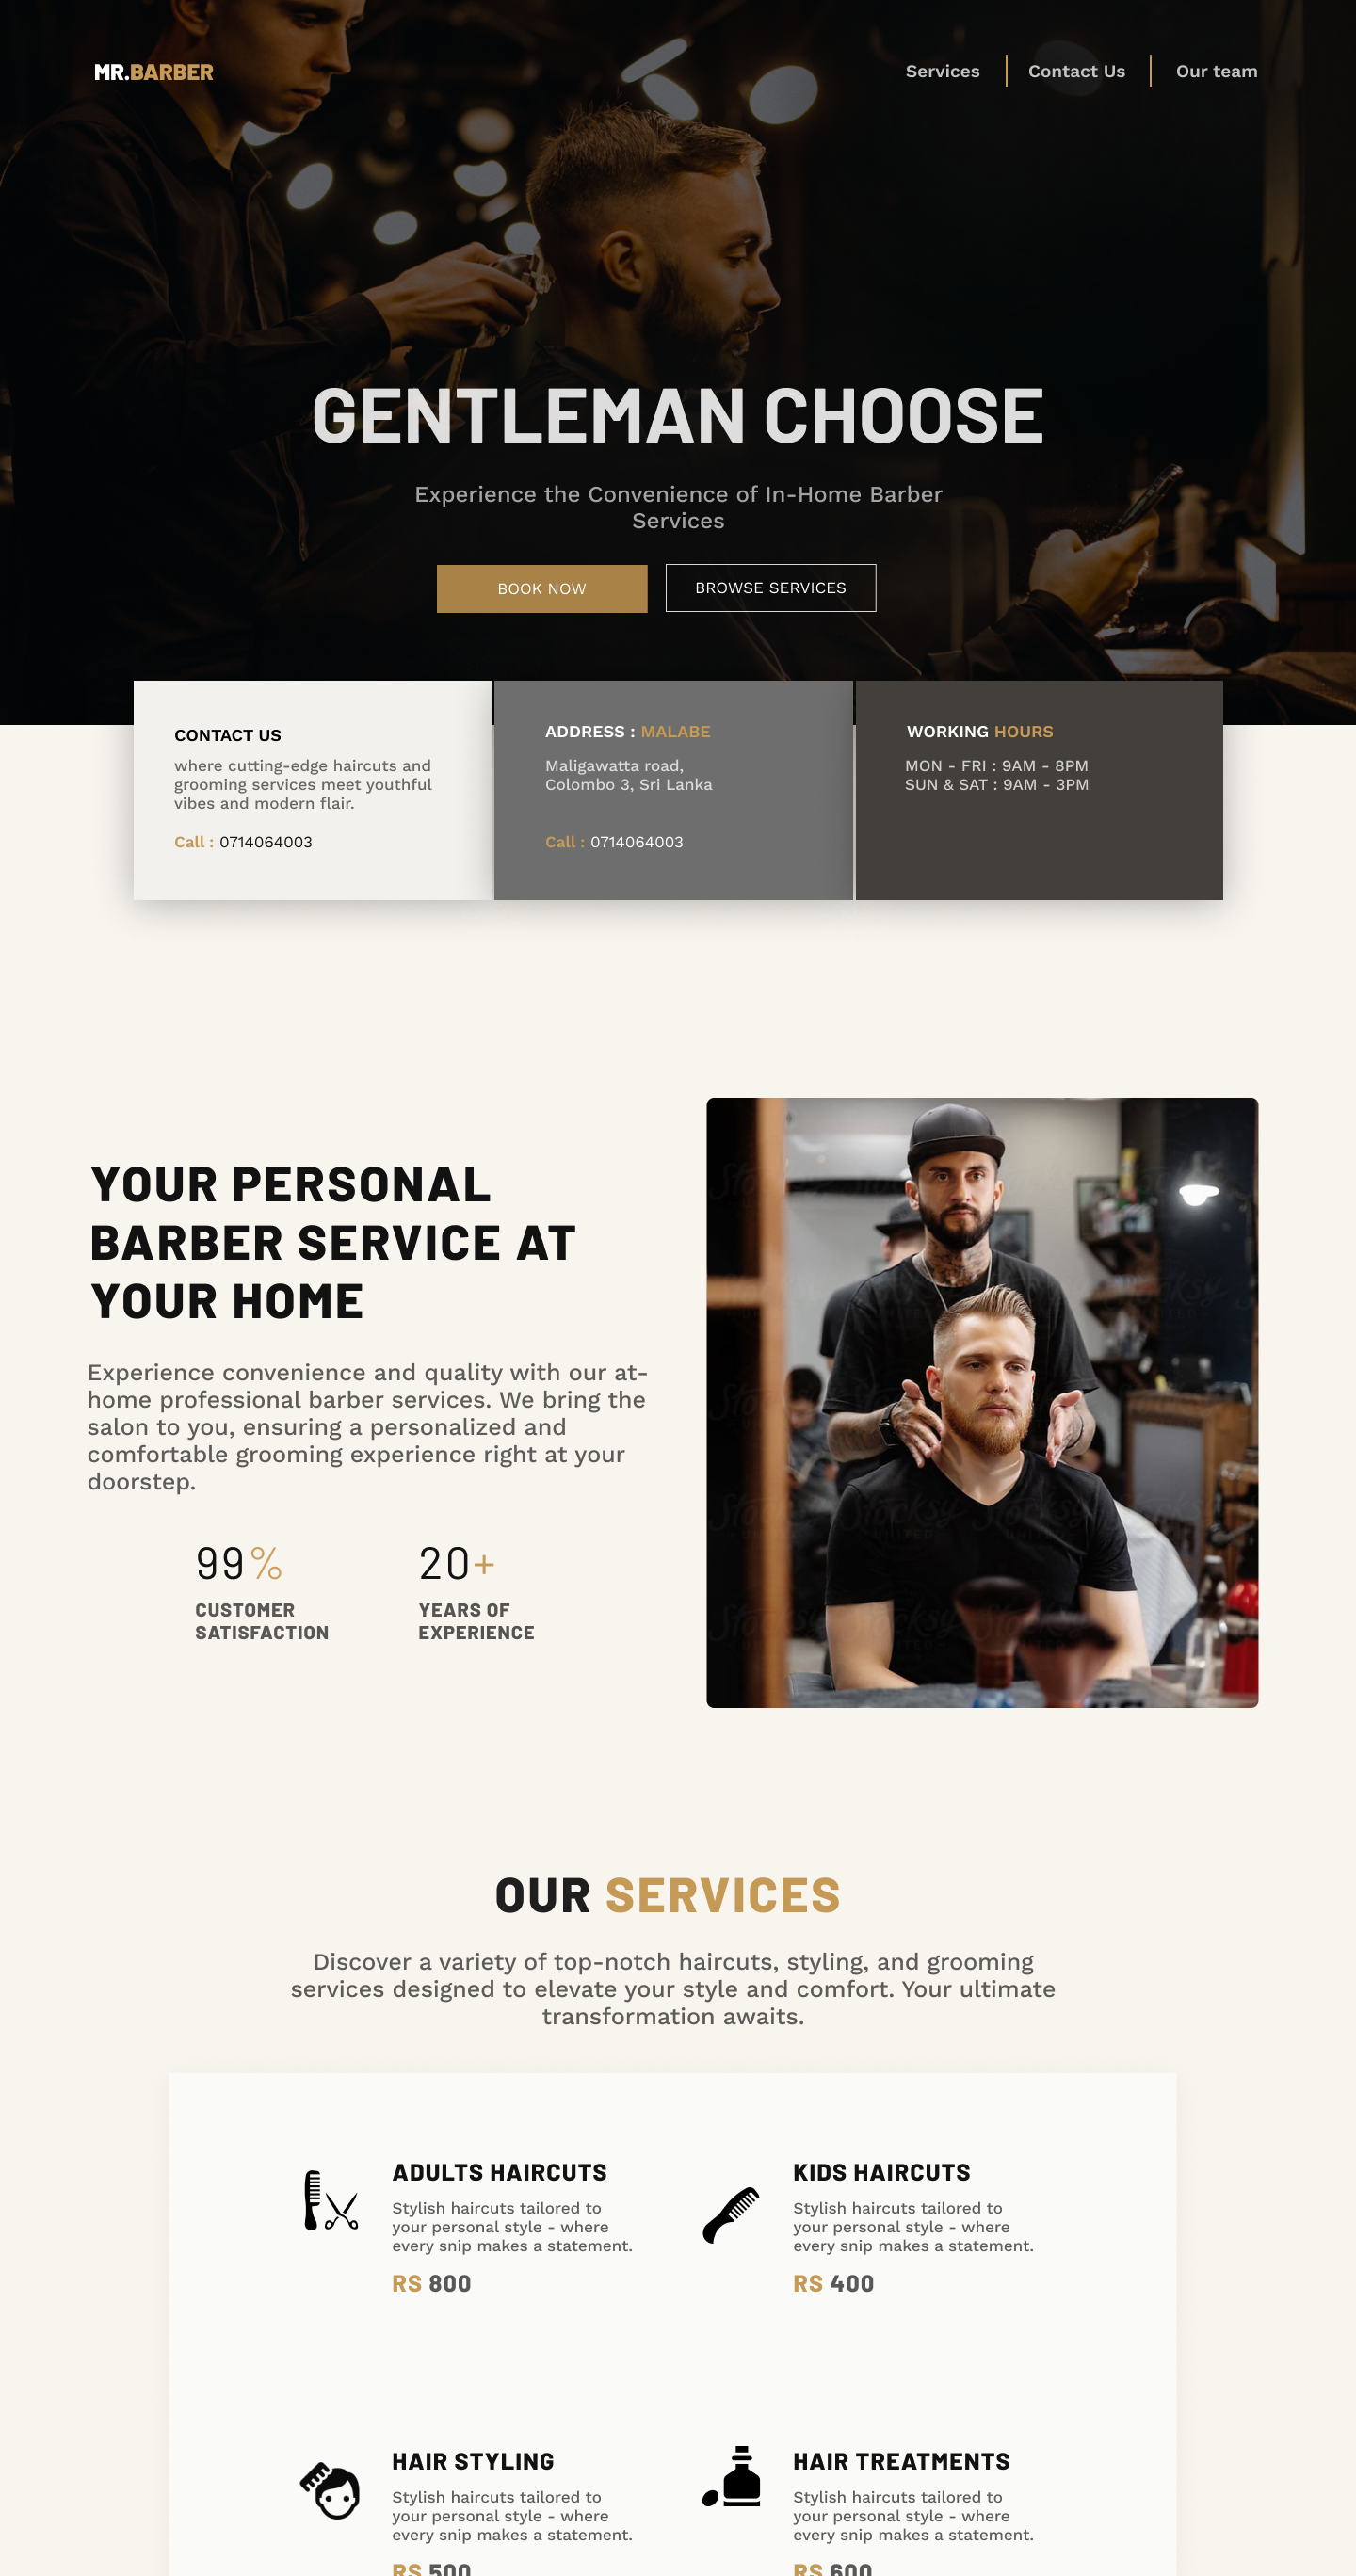 MR.BARBER
Services
Contact Us
Our team
GENTLEMAN CHOOSE
Experience the Convenience of In-Home Barber
Services
BOOK NOW
BROWSE SERVICES
CONTACT US
where cutting-edge haircuts and
grooming services meet youthful
vibes and modern flair.
Call : 0714064003
ADDRESS : MALABE
Maligawatta road,
Colombo 3, Sri Lanka
Call : 0714064003
WORKING HOURS
MON - FRI : 9AM - 8PM
SUN & SAT : 9AM - 3PM
YOUR PERSONAL
BARBER SERVICE AT
YOUR HOME
Experience convenience and quality with our at-
home professional barber services. We bring the
salon to you, ensuring a personalized and
comfortable grooming experience right at your
doorstep.
99%
CUSTOMER
SATISFACTION
20+
YEARS OF
EXPERIENCE
OUR SERVICES
Discover a variety of top-notch haircuts, styling, and grooming
services designed to elevate your style and comfort. Your ultimate
transformation awaits.
ADULTS HAIRCUTS
Stylish haircuts tailored to
your personal style - where
every snip makes a statement.
RS 800
KIDS HAIRCUTS
Stylish haircuts tailored to
your personal style - where
every snip makes a statement.
RS 400
HAIR STYLING
Stylish haircuts tailored to
your personal style - where
every snip makes a statement.
RS 500
HAIR TREATMENTS
Stylish haircuts tailored to
your personal style - where
every snip makes a statement.
RS 600